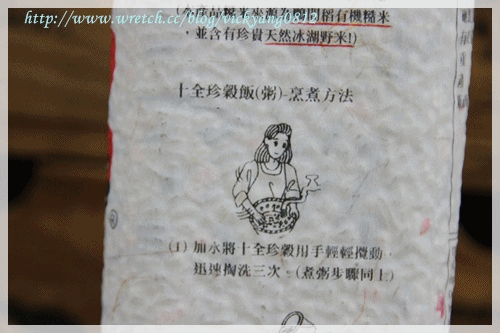 http://www.wretch.cc/blog/vickyang0812
有機糙米
，並含有珍貴天然冰湖野米!)
十全珍穀飯(粥)-烹煮方法
(1) 加水將十全珍穀用手輕輕攪動，
迅速掏洗三次。(煮粥步驟同上)